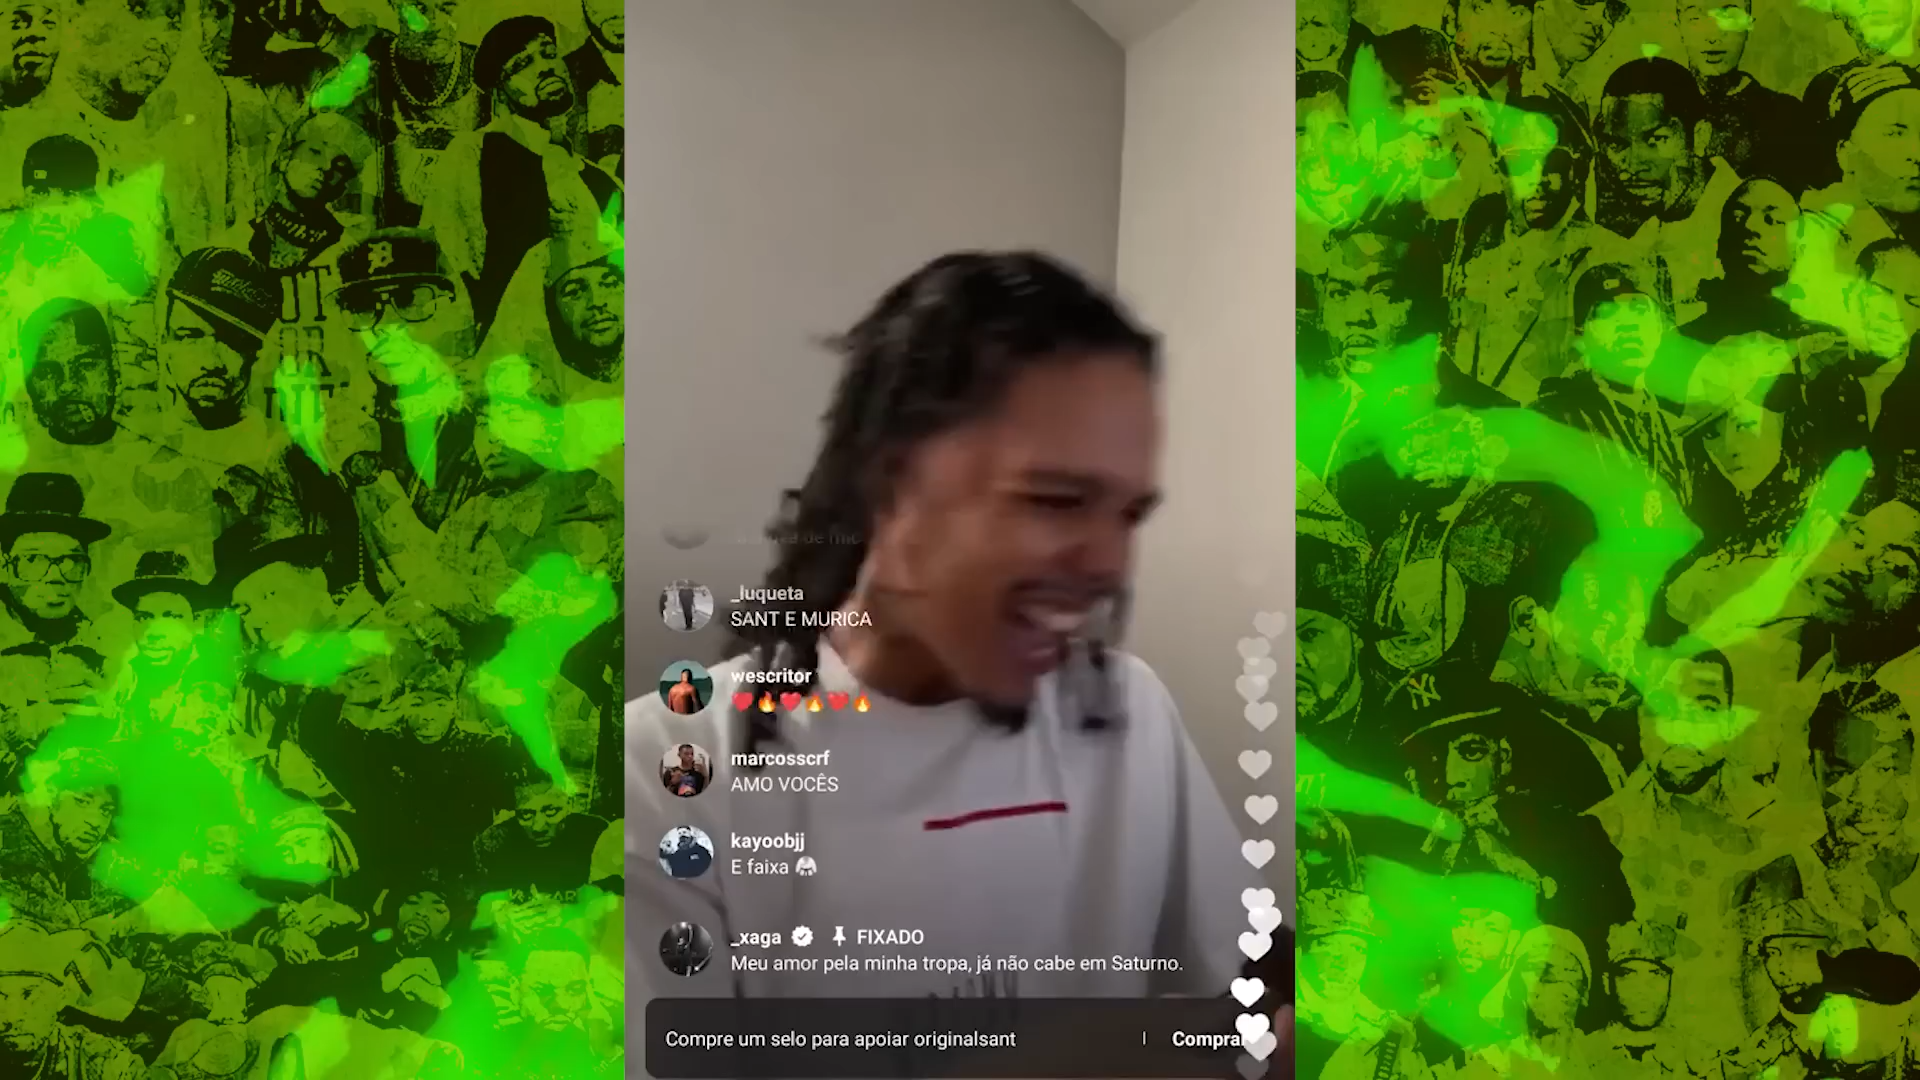 _luqueta
SANT E MURICA
wescritor
❤️🔥❤️🔥❤️🔥
marcosscrf
AMO VOCÊS
kayoobjj
E faixa
_xaga FIXADO
Meu amor pela minha tropa, já não cabe em Saturno.
Compre um selo para apoiar originalsant | Comprar